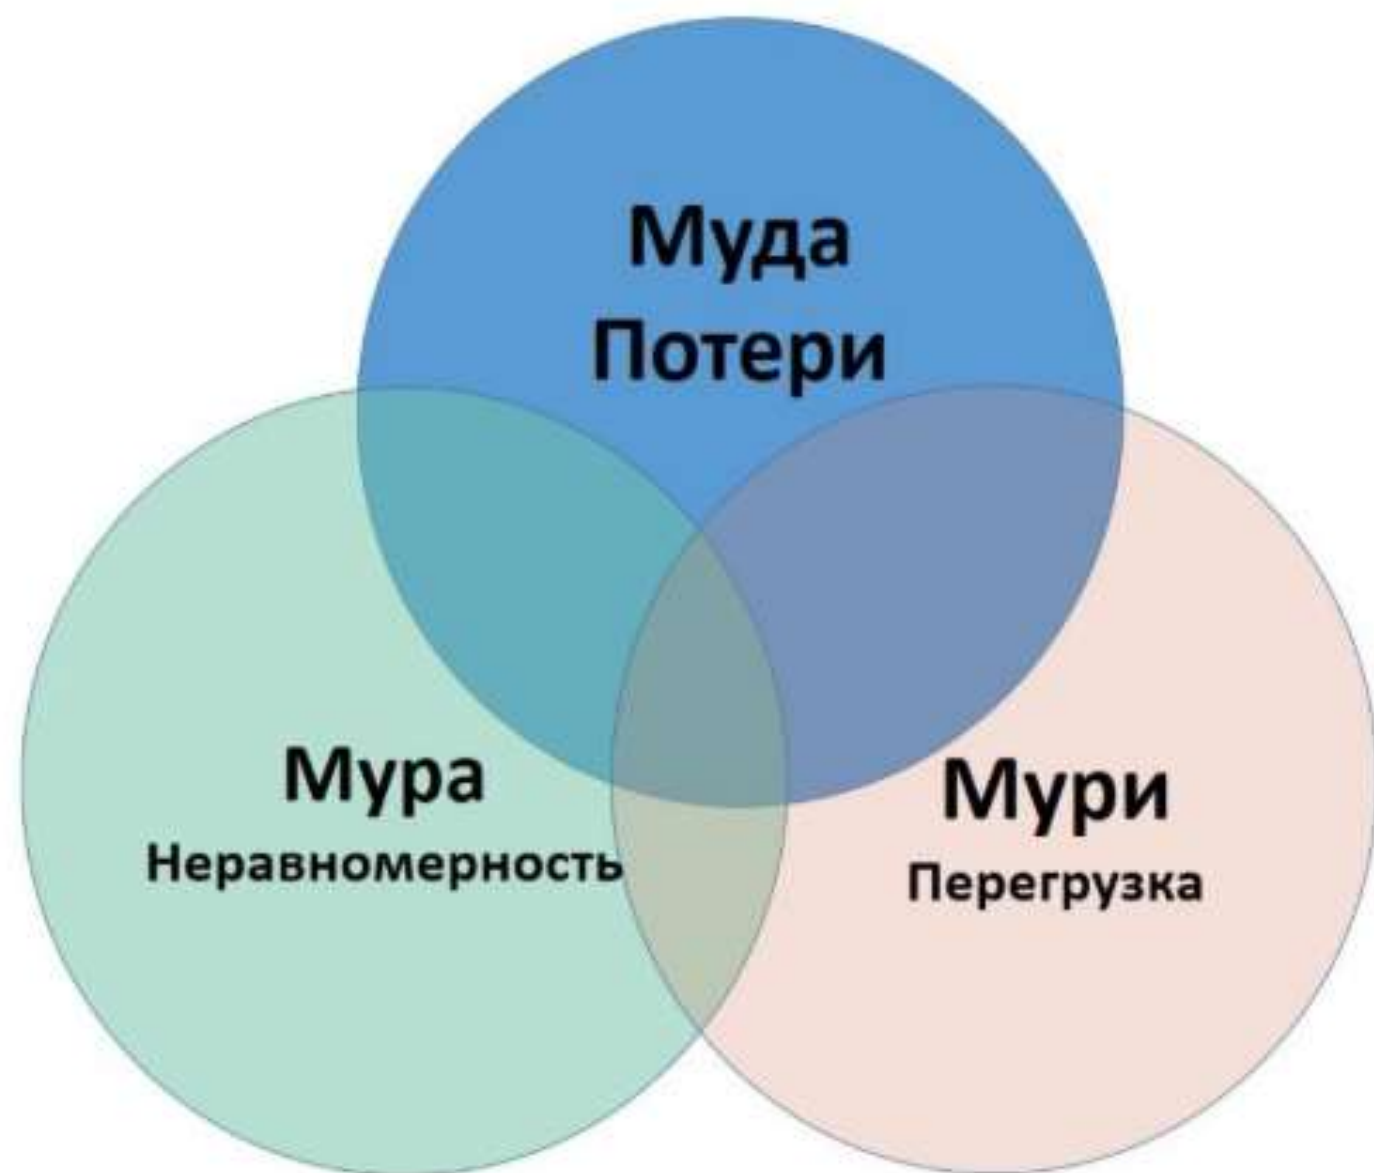 Муда
Потери
Мура
Неравномерность
Мури
Перегрузка